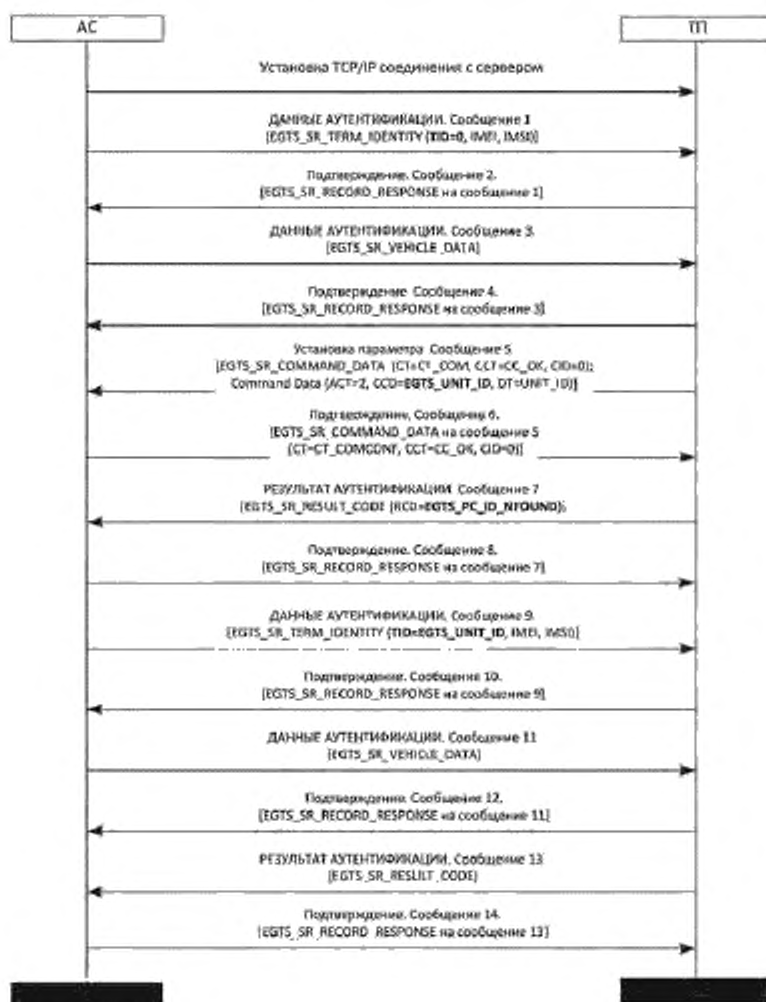 АС
ТП
Установка TCP/IP соединения с сервером
ДАННЫЕ АУТЕНТИФИКАЦИИ. Сообщение 1
[EGTS_SR_TERM_IDENTITY (TID=0, IMEI, IMSI)]
Подтверждение. Сообщение 2.
[EGTS_SR_RECORD_RESPONSE на сообщение 1]
ДАННЫЕ АУТЕНТИФИКАЦИИ. Сообщение 3.
[EGTS_SR_VEHICLE_DATA]
Подтверждение Сообщение 4.
[EGTS_SR_RECORD_RESPONSE на сообщение 3]
Установка параметра Сообщение 5
[EGTS_SR_COMMAND_DATA (CT=CT_COM, CCT=CC_OK, CID=0);
Command Data (ACT=2, CCD=EGTS_UNIT_ID, DT=UNIT_ID)]
Подтверждение. Сообщение 6.
[EGTS_SR_COMMAND_DATA на сообщение 5
(CT=CT_COMCONF, CCT=CC_OK, CID=0)]
РЕЗУЛЬТАТ АУТЕНТИФИКАЦИИ Сообщение 7
[EGTS_SR_RESULT_CODE (RCD=EGTS_PC_ID_NFOUND);
Подтверждение. Сообщение 8.
[EGTS_SR_RECORD_RESPONSE на сообщение 7]
ДАННЫЕ АУТЕНТИФИКАЦИИ. Сообщение 9.
[EGTS_SR_TERM_IDENTITY (TID=EGTS_UNIT_ID, IMEI, IMSI)]
Подтверждение. Сообщение 10.
[EGTS_SR_RECORD_RESPONSE на сообщение 9]
ДАННЫЕ АУТЕНТИФИКАЦИИ. Сообщение 11
[EGTS_SR_VEHICLE_DATA]
Подтверждение. Сообщение 12.
[EGTS_SR_RECORD_RESPONSE на сообщение 11]
РЕЗУЛЬТАТ АУТЕНТИФИКАЦИИ. Сообщение 13
[EGTS_SR_RESULT_CODE]
Подтверждение. Сообщение 14.
[EGTS_SR_RECORD_RESPONSE на сообщение 13]